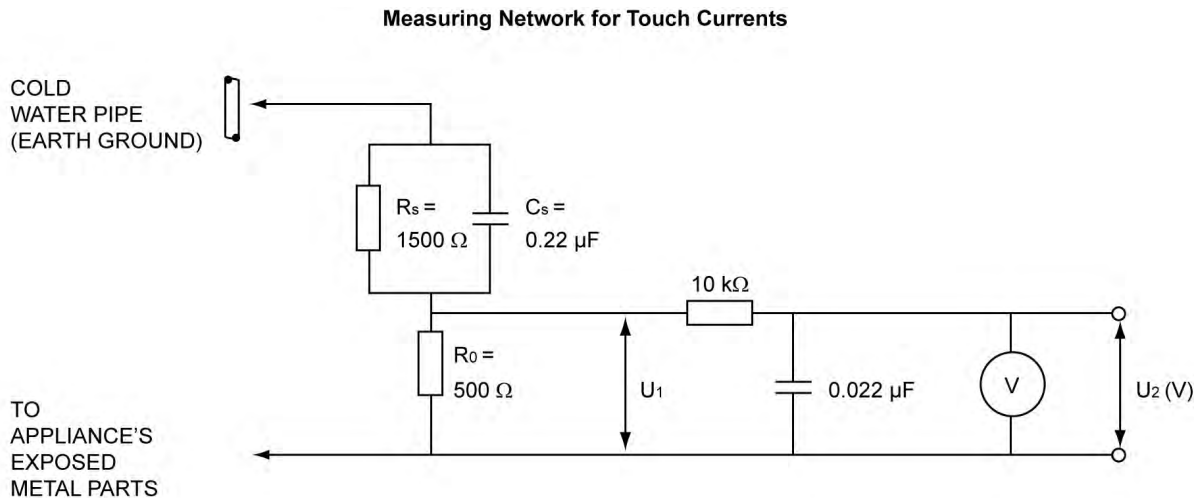 Measuring Network for Touch Currents
COLD
WATER PIPE
(EARTH GROUND)
Rs =
1500 Ω
Cs =
0.22 µF
10 kΩ
R0 =
500 Ω
U1
0.022 µF
V
U2 (V)
TO
APPLIANCE'S
EXPOSED
METAL PARTS